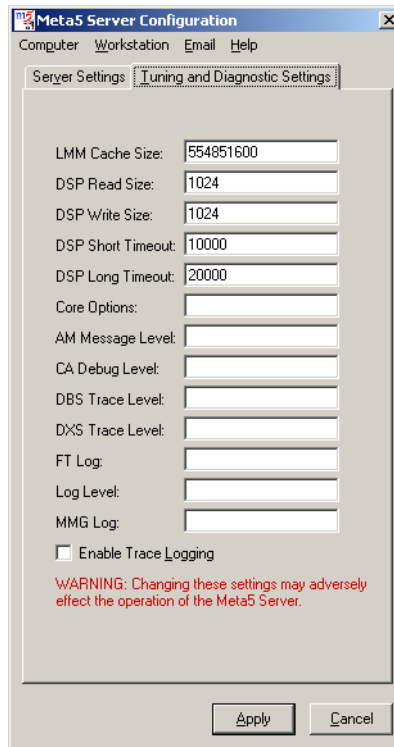 m5 Meta5 Server Configuration
Computer Workstation Email Help
Server Settings Tuning and Diagnostic Settings
LMM Cache Size: 554851600
DSP Read Size: 1024
DSP Write Size: 1024
DSP Short Timeout: 10000
DSP Long Timeout: 20000
Core Options:
AM Message Level:
CA Debug Level:
DBS Trace Level:
DXS Trace Level:
FT Log:
Log Level:
MMG Log:
Enable Trace Logging
WARNING: Changing these settings may adversely
effect the operation of the Meta5 Server.
Apply Cancel